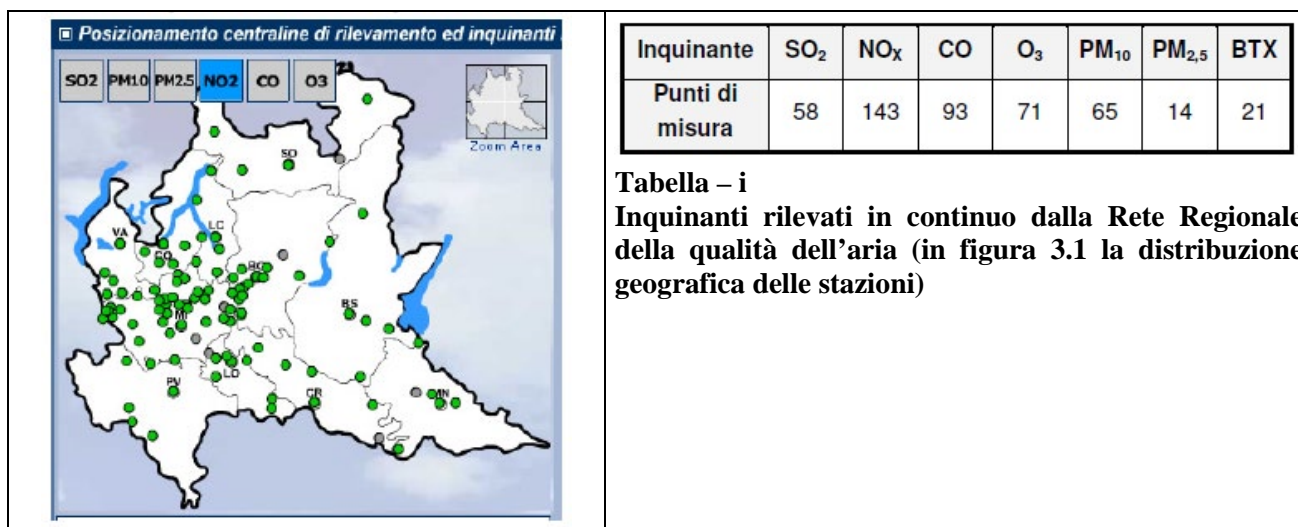 Posizionamento centraline di rilevamento ed inquinanti
SO2 PM10 PM2.5 NO2 CO O3
Zoom Area
SO
VA
LC
CO
BG
MI
BS
PV
LO
CR
MN
Inquinante SO₂ NOₓ CO O₃ PM₁₀ PM₂,₅ BTX
Punti di
misura 58 143 93 71 65 14 21
Tabella – i
Inquinanti rilevati in continuo dalla Rete Regionale
della qualità dell’aria (in figura 3.1 la distribuzione
geografica delle stazioni)